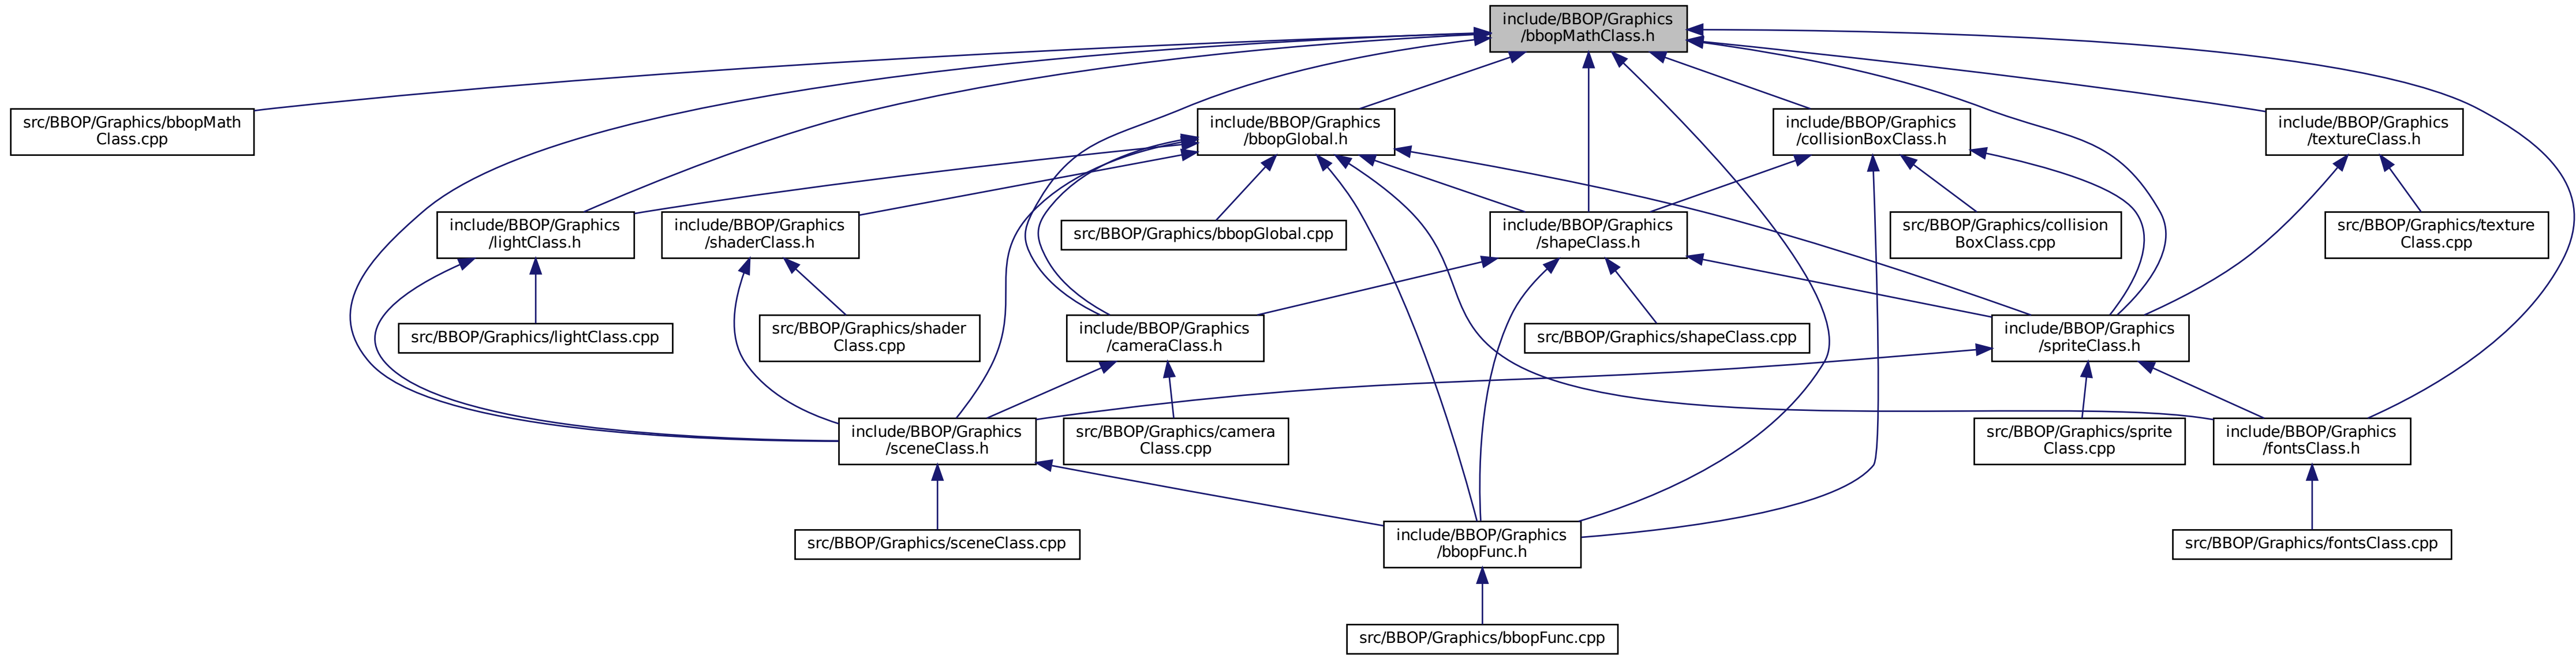 include/BBOP/Graphics
/bbopMathClass.h
src/BBOP/Graphics/bbopMath
Class.cpp
include/BBOP/Graphics
/bbopGlobal.h
include/BBOP/Graphics
/collisionBoxClass.h
include/BBOP/Graphics
/textureClass.h
include/BBOP/Graphics
/lightClass.h
include/BBOP/Graphics
/shaderClass.h
src/BBOP/Graphics/bbopGlobal.cpp
include/BBOP/Graphics
/shapeClass.h
src/BBOP/Graphics/collision
BoxClass.cpp
src/BBOP/Graphics/texture
Class.cpp
src/BBOP/Graphics/lightClass.cpp
src/BBOP/Graphics/shader
Class.cpp
include/BBOP/Graphics
/cameraClass.h
src/BBOP/Graphics/shapeClass.cpp
include/BBOP/Graphics
/spriteClass.h
include/BBOP/Graphics
/sceneClass.h
src/BBOP/Graphics/camera
Class.cpp
src/BBOP/Graphics/sprite
Class.cpp
include/BBOP/Graphics
/fontsClass.h
src/BBOP/Graphics/sceneClass.cpp
include/BBOP/Graphics
/bbopFunc.h
src/BBOP/Graphics/fontsClass.cpp
src/BBOP/Graphics/bbopFunc.cpp